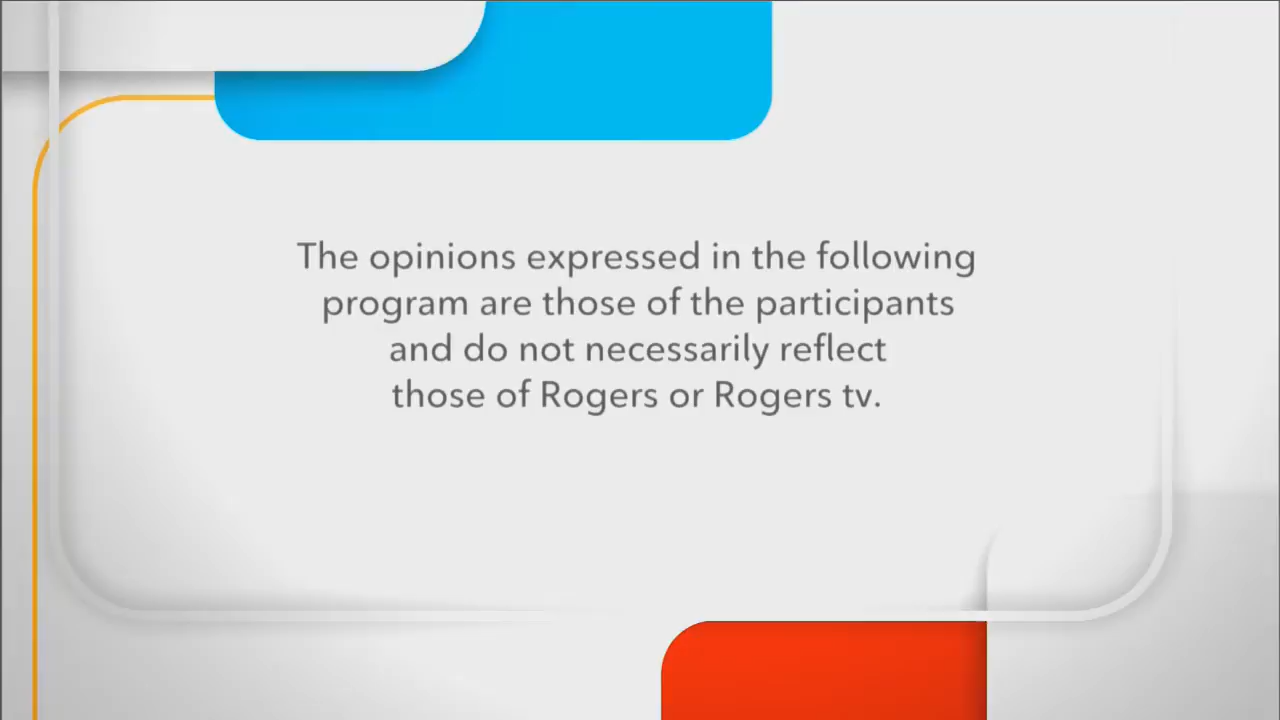 The opinions expressed in the following
program are those of the participants
and do not necessarily reflect
those of Rogers or Rogers tv.